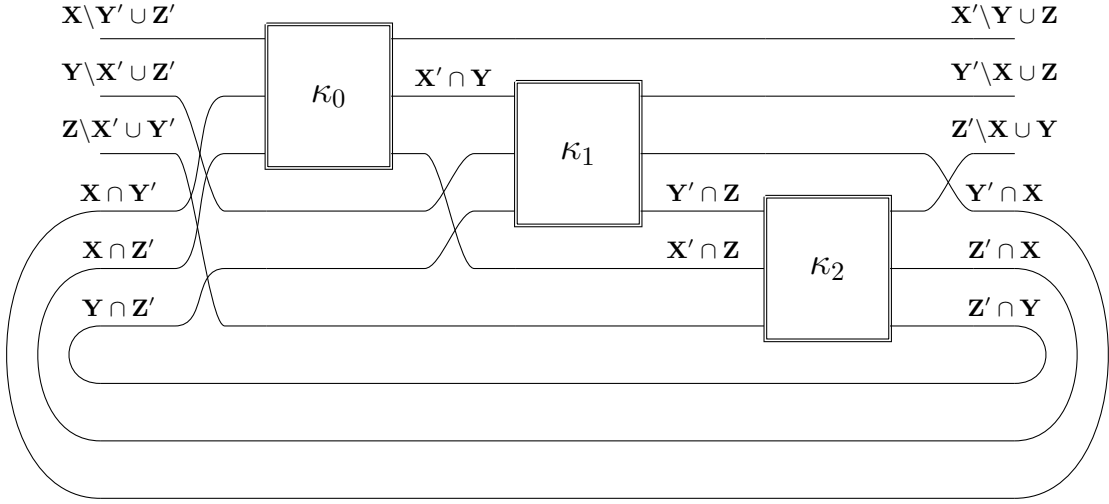 X\Y′ ∪ Z′
X′\Y ∪ Z
Y\X′ ∪ Z′
κ0
X′ ∩ Y
Y′\X ∪ Z
Z\X′ ∪ Y′
κ1
Z′\X ∪ Y
X ∩ Y′
Y′ ∩ Z
Y′ ∩ X
X ∩ Z′
X′ ∩ Z
κ2
Z′ ∩ X
Y ∩ Z′
Z′ ∩ Y